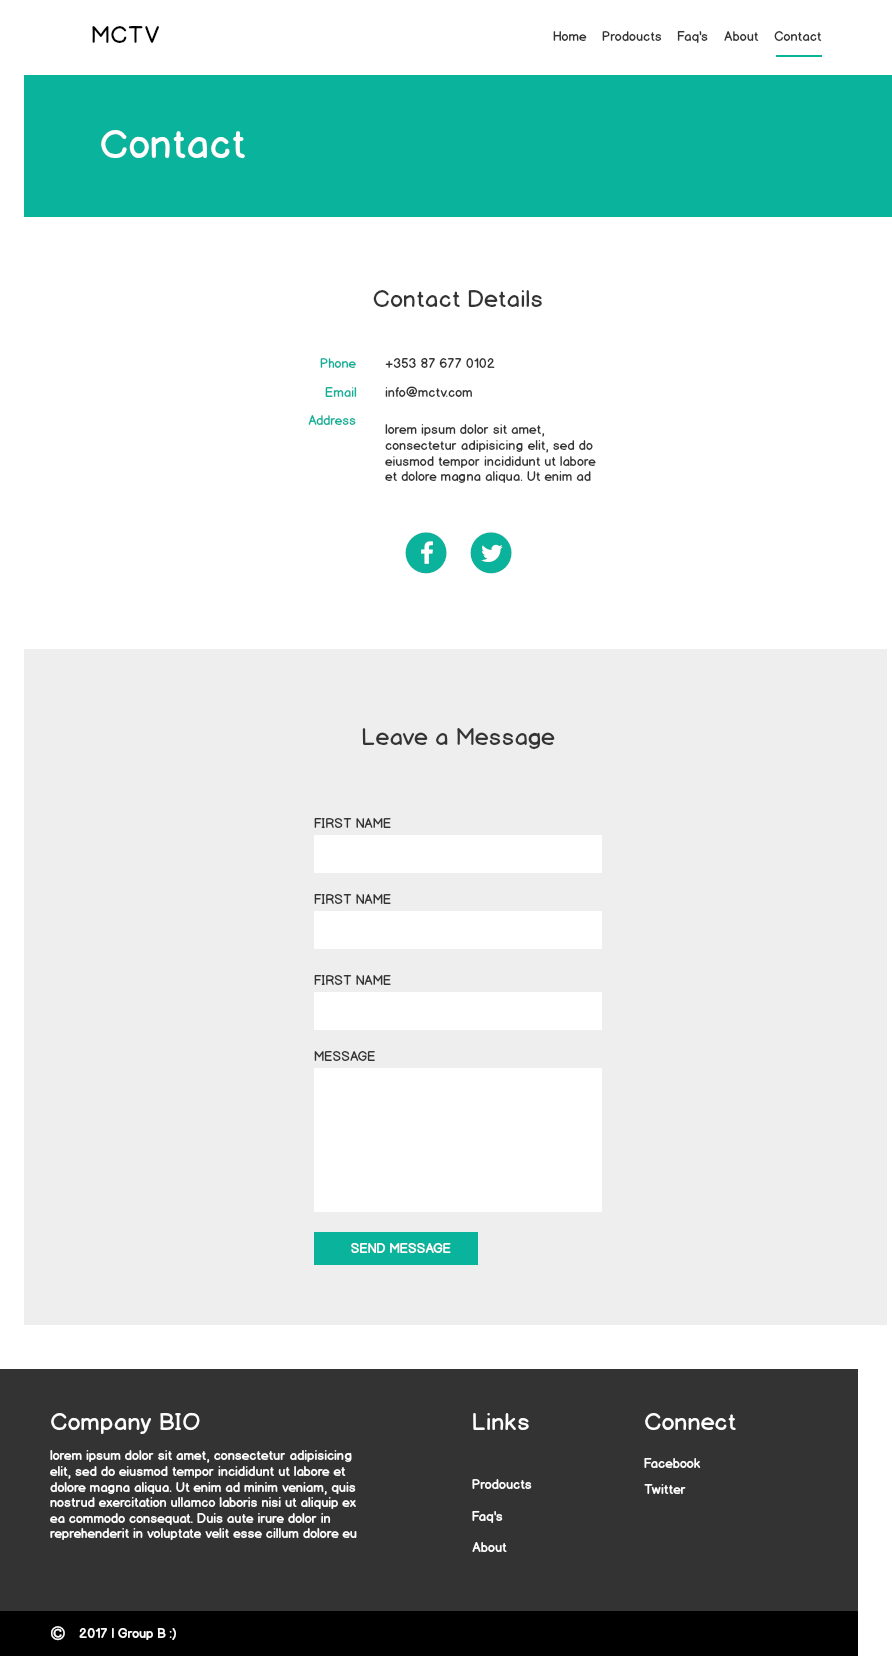 MCTV
Home Prodoucts Faq's About Contact
Contact
Contact Details
Phone +353 87 677 0102
Email info@mctv.com
Address
lorem ipsum dolor sit amet,
consectetur adipisicing elit, sed do
eiusmod tempor incididunt ut labore
et dolore magna aliqua. Ut enim ad
Leave a Message
FIRST NAME
FIRST NAME
FIRST NAME
MESSAGE
SEND MESSAGE
Company BIO
lorem ipsum dolor sit amet, consectetur adipisicing
elit, sed do eiusmod tempor incididunt ut labore et
dolore magna aliqua. Ut enim ad minim veniam, quis
nostrud exercitation ullamco laboris nisi ut aliquip ex
ea commodo consequat. Duis aute irure dolor in
reprehenderit in voluptate velit esse cillum dolore eu
Links
Prodoucts
Faq's
About
Connect
Facebook
Twitter
© 2017 | Group B :)